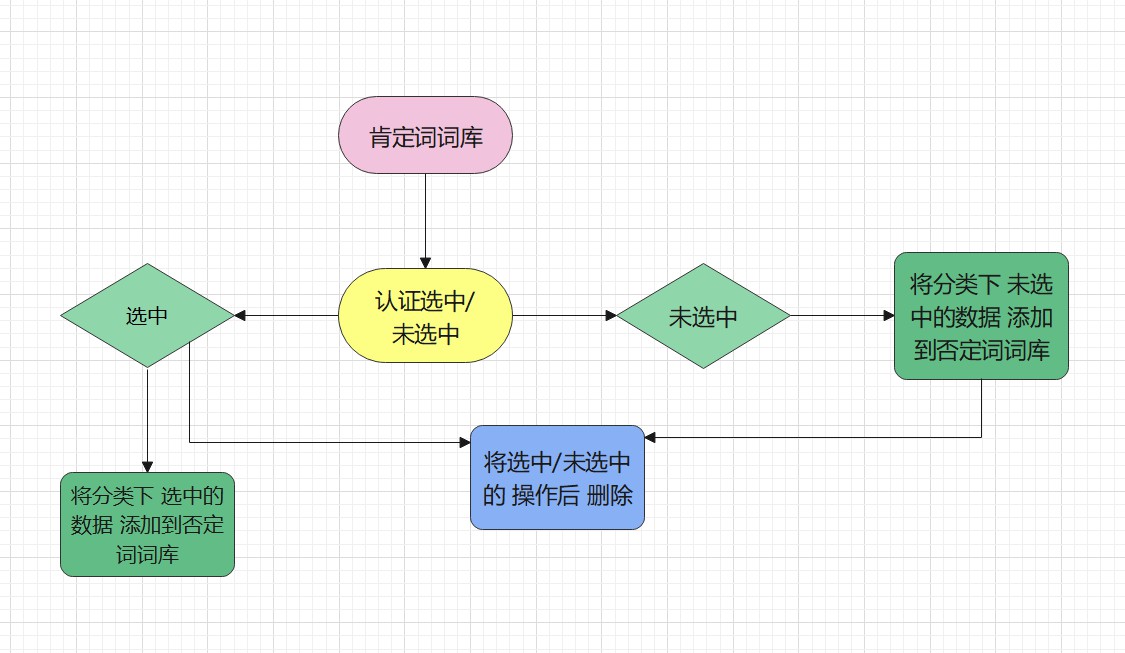 肯定词词库
选中
认证选中/
未选中
未选中
将分类下 未选
中的数据 添加
到否定词词库
将选中/未选中
的 操作后 删除
将分类下 选中的
数据 添加到否定
词词库